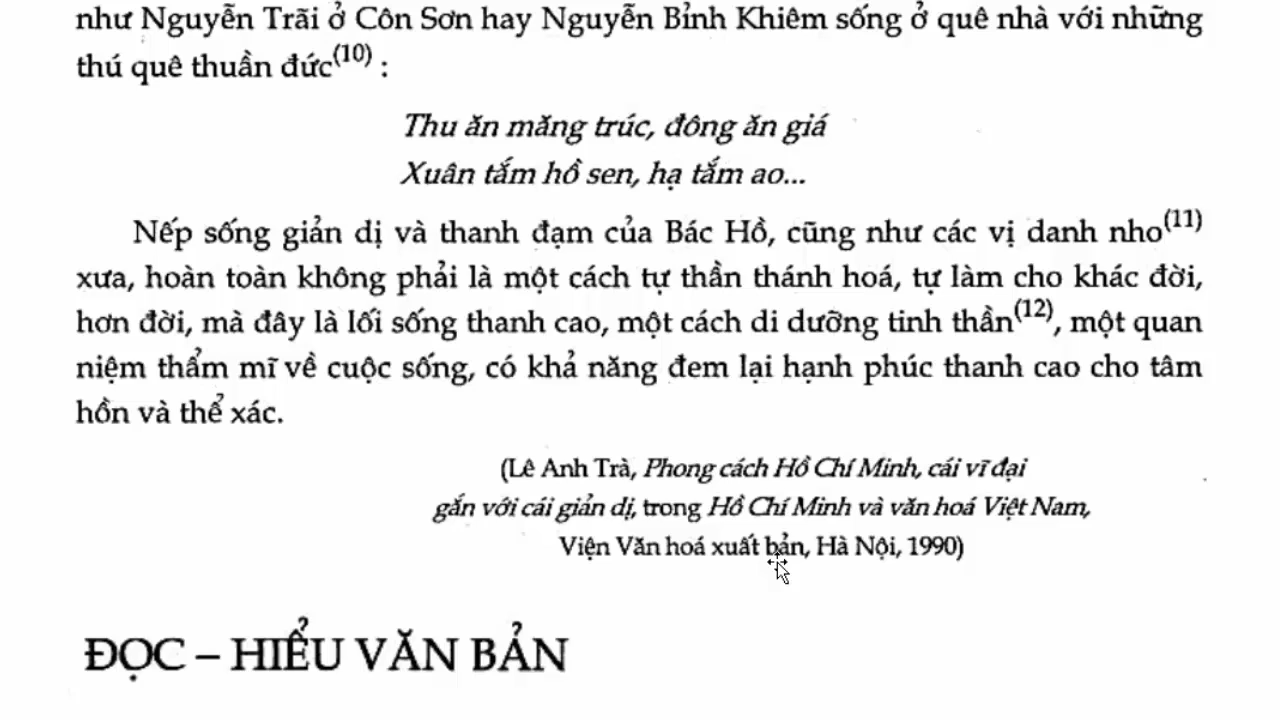 như Nguyễn Trãi ở Côn Sơn hay Nguyễn Bỉnh Khiêm sống ở quê nhà với những
thú quê thuần đức(10) :
Thu ăn măng trúc, đông ăn giá
Xuân tắm hồ sen, hạ tắm ao...
Nếp sống giản dị và thanh đạm của Bác Hồ, cũng như các vị danh nho(11)
xưa, hoàn toàn không phải là một cách tự thần thánh hoá, tự làm cho khác đời,
hơn đời, mà đây là lối sống thanh cao, một cách di dưỡng tinh thần(12), một quan
niệm thẩm mĩ về cuộc sống, có khả năng đem lại hạnh phúc thanh cao cho tâm
hồn và thể xác.
(Lê Anh Trà, Phong cách Hồ Chí Minh, cái vĩ đại
gắn với cái giản dị, trong Hồ Chí Minh và văn hoá Việt Nam,
Viện Văn hoá xuất bản, Hà Nội, 1990)
ĐỌC – HIỂU VĂN BẢN